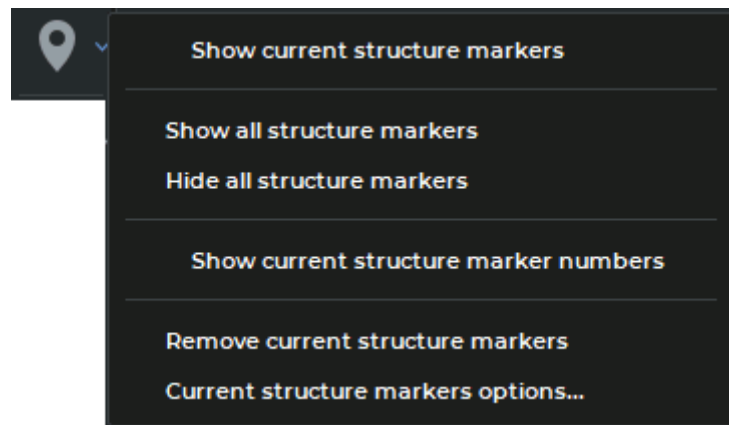 Show current structure markers
Show all structure markers
Hide all structure markers
Show current structure marker numbers
Remove current structure markers
Current structure markers options...